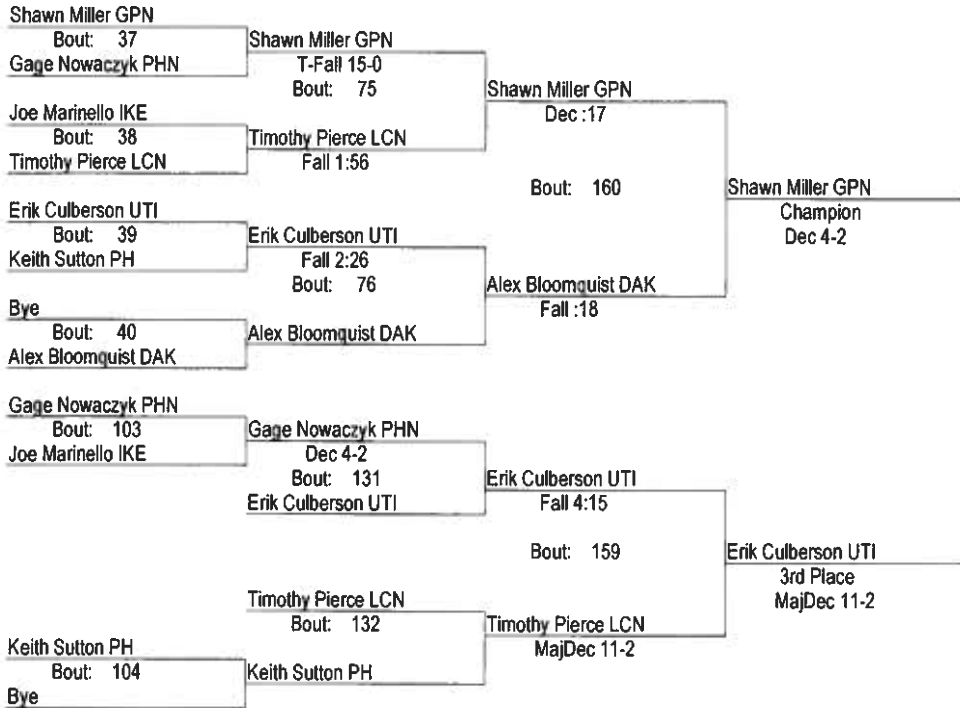 Shawn Miller GPN
Bout: 37
Gage Nowaczyk PHN
Shawn Miller GPN
T-Fall 15-0
Bout: 75
Joe Marinello IKE
Bout: 38
Timothy Pierce LCN
Timothy Pierce LCN
Fall 1:56
Shawn Miller GPN
Dec :17
Bout: 160
Erik Culberson UTI
Bout: 39
Keith Sutton PH
Erik Culberson UTI
Fall 2:26
Bout: 76
Bye
Bout: 40
Alex Bloomquist DAK
Alex Bloomquist DAK
Alex Bloomquist DAK
Fall :18
Shawn Miller GPN
Champion
Dec 4-2
Gage Nowaczyk PHN
Bout: 103
Joe Marinello IKE
Gage Nowaczyk PHN
Dec 4-2
Bout: 131
Erik Culberson UTI
Erik Culberson UTI
Fall 4:15
Bout: 159
Timothy Pierce LCN
Bout: 132
Keith Sutton PH
Bout: 104
Bye
Keith Sutton PH
Timothy Pierce LCN
MajDec 11-2
Erik Culberson UTI
3rd Place
MajDec 11-2